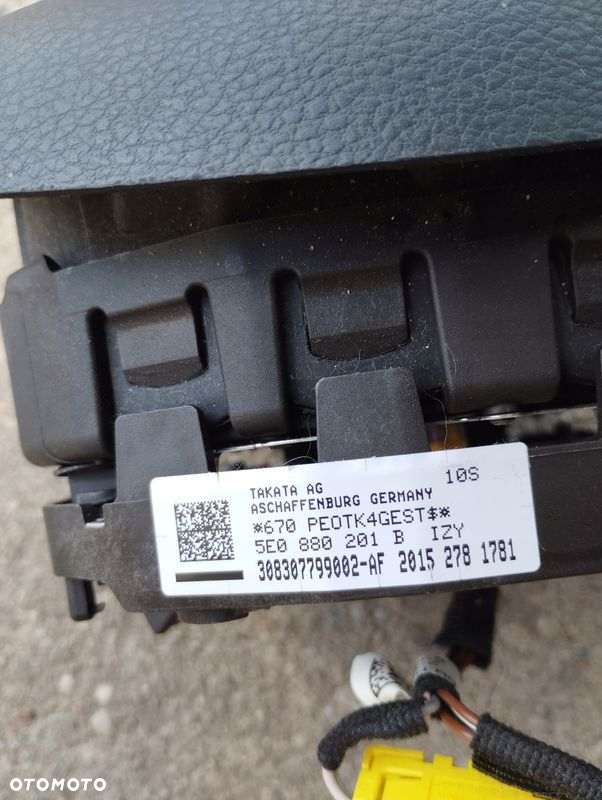 TAKATA AG 10S
ASCHAFFENBURG GERMANY
*670 PEOTK4GEST‡*
5E0 880 201 B IZY
308307799002-AF 2015 278 1781
OTOMOTO